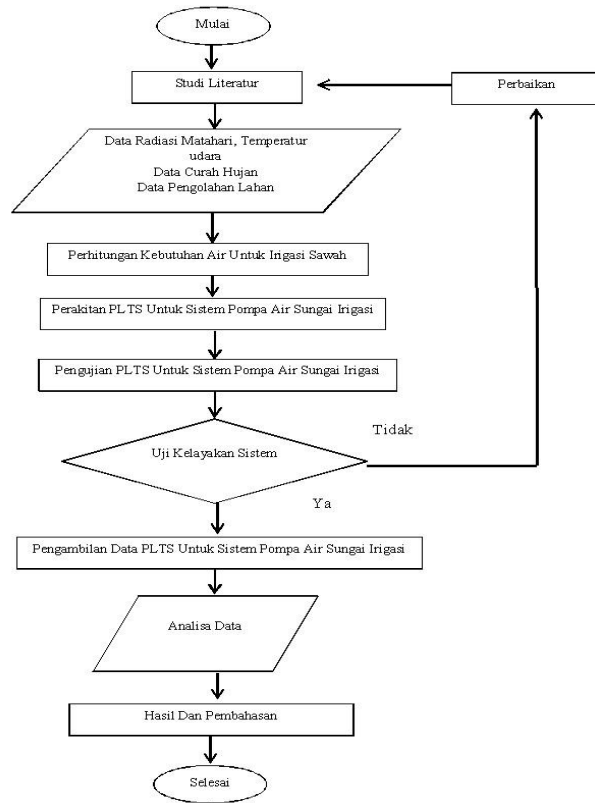 Mulai
Studi Literatur
Perbaikan
Data Radiasi Matahari, Temperatur
udara
Data Curah Hujan
Data Pengolahan Lahan
Perhitungan Kebutuhan Air Untuk Irigasi Sawah
Perakitan PLTS Untuk Sistem Pompa Air Sungai Irigasi
Pengujian PLTS Untuk Sistem Pompa Air Sungai Irigasi
Tidak
Uji Kelayakan Sistem
Ya
Pengambilan Data PLTS Untuk Sistem Pompa Air Sungai Irigasi
Analisa Data
Hasil Dan Pembahasan
Selesai